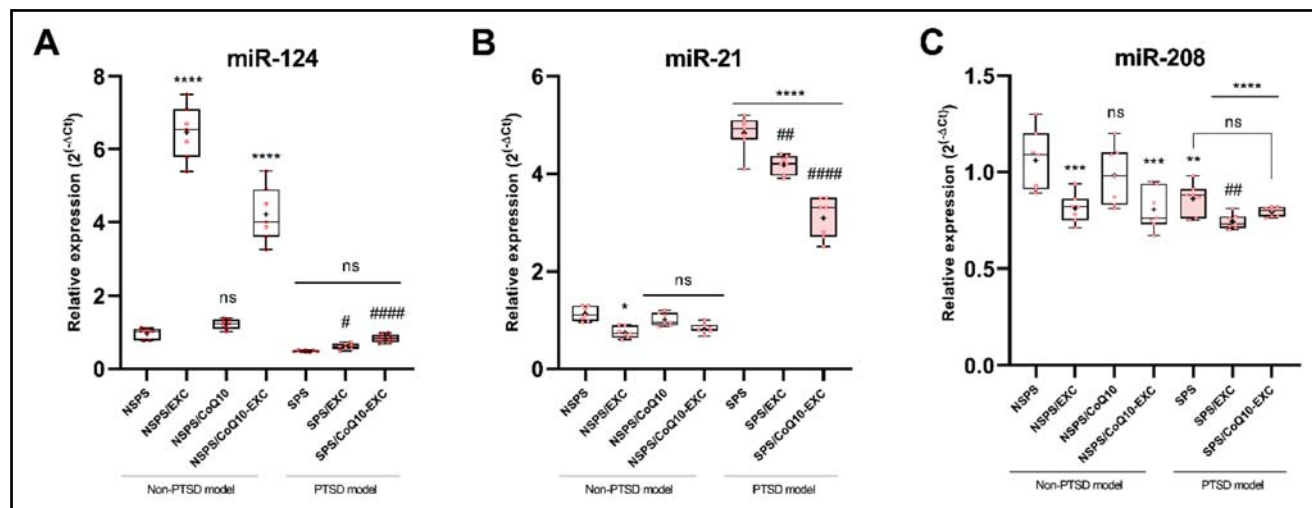 A
miR-124
Relative expression (2^(-ΔCt))
8
6
4
2
0
****
****
ns
ns
#
####
NSPS
NSPS/EXC
NSPS/CoQ10
NSPS/CoQ10-EXC
SPS
SPS/EXC
SPS/CoQ10-EXC
Non-PTSD model
PTSD model
B
miR-21
Relative expression (2^(-ΔCt))
6
4
2
0
*
ns
****
##
####
NSPS
NSPS/EXC
NSPS/CoQ10
NSPS/CoQ10-EXC
SPS
SPS/EXC
SPS/CoQ10-EXC
Non-PTSD model
PTSD model
C
miR-208
Relative expression (2^(-ΔCt))
1.5
1.0
0.5
0.0
***
ns
***
**
##
ns
****
NSPS
NSPS/EXC
NSPS/CoQ10
NSPS/CoQ10-EXC
SPS
SPS/EXC
SPS/CoQ10-EXC
Non-PTSD model
PTSD model